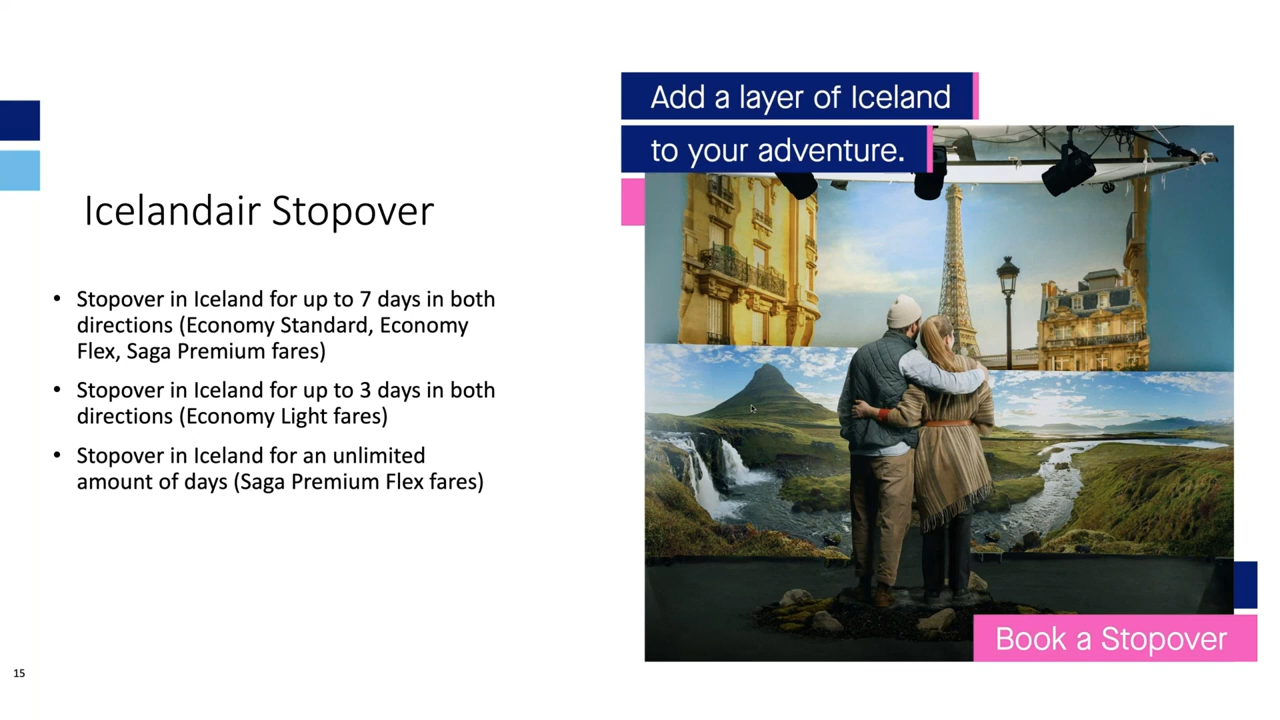 Add a layer of Iceland
to your adventure.
Icelandair Stopover
• Stopover in Iceland for up to 7 days in both
directions (Economy Standard, Economy
Flex, Saga Premium fares)
• Stopover in Iceland for up to 3 days in both
directions (Economy Light fares)
• Stopover in Iceland for an unlimited
amount of days (Saga Premium Flex fares)
Book a Stopover
15